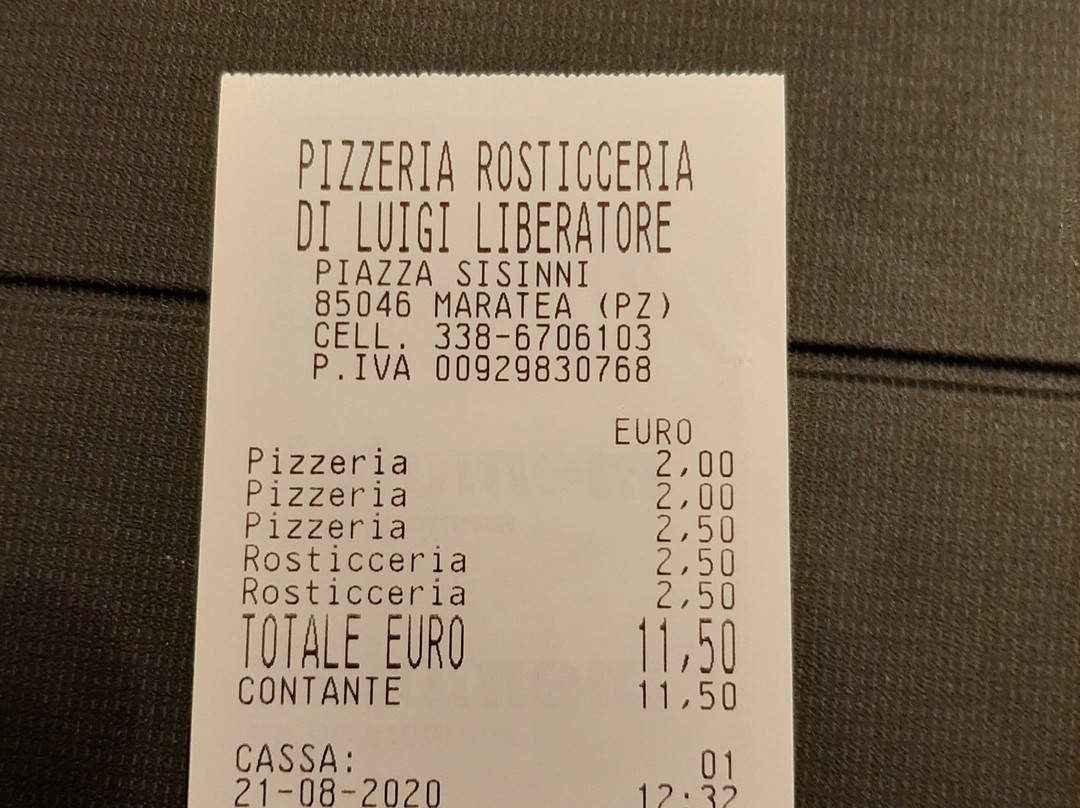 PIZZERIA ROSTICCERIA
DI LUIGI LIBERATORE
PIAZZA SISINNI
85046 MARATEA (PZ)
CELL. 338-6706103
P.IVA 00929830768
EURO
Pizzeria 2,00
Pizzeria 2,00
Pizzeria 2,50
Rosticceria 2,50
Rosticceria 2,50
TOTALE EURO 11,50
CONTANTE 11,50
CASSA: 01
21-08-2020 12:32